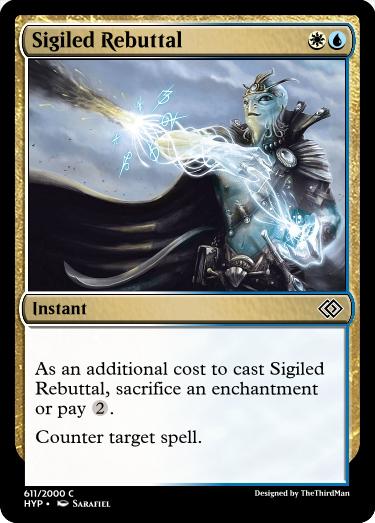 Sigiled Rebuttal
Instant
As an additional cost to cast Sigiled
Rebuttal, sacrifice an enchantment
or pay 2.
Counter target spell.
611/2000 C
Designed by TheThirdMan
HYP • Sarafiel